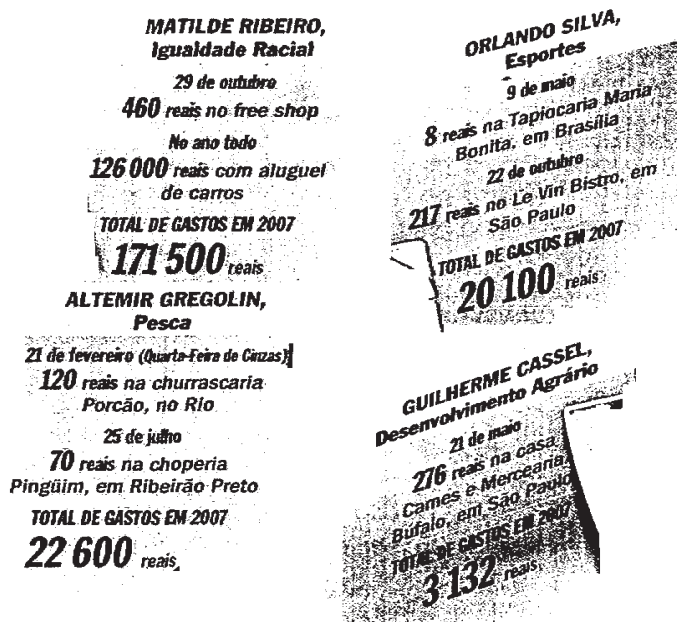 MATILDE RIBEIRO,
Igualdade Racial
29 de outubro
460 reais no free shop
No ano todo
126 000 reais com aluguel
de carros
TOTAL DE GASTOS EM 2007
171 500 reais
ALTEMIR GREGOLIN,
Pesca
21 de fevereiro (Quarta-Feira de Cinzas)
120 reais na churrascaria
Porcão, no Rio
25 de julho
70 reais na choperia
Pingüim, em Ribeirão Preto
TOTAL DE GASTOS EM 2007
22 600 reais
ORLANDO SILVA,
Esportes
9 de maio
8 reais na Tapiocaria Maria
Bonita, em Brasília
22 de outubro
217 reais no Le Vin Bistro, em
São Paulo
TOTAL DE GASTOS EM 2007
20 100 reais
GUILHERME CASSEL,
Desenvolvimento Agrário
21 de maio
276 reais na casa
Carnes e Mercearia
Bufalo, em São Paulo
TOTAL DE GASTOS EM 2007
3 132 reais